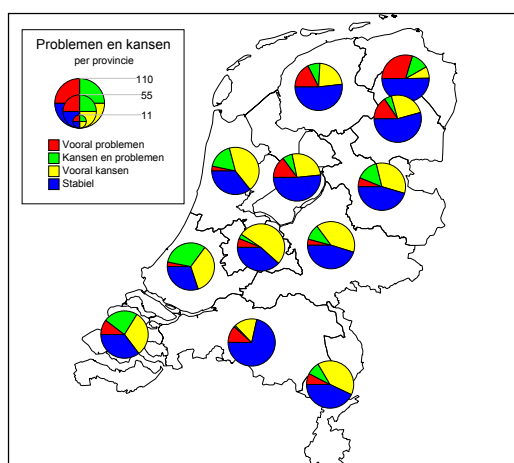 Problemen en kansen
per provincie
110
55
11
Vooral problemen
Kansen en problemen
Vooral kansen
Stabiel